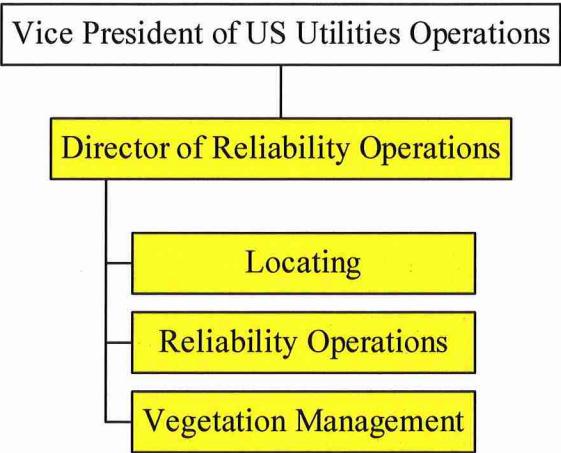 Vice President of US Utilities Operations
Director of Reliability Operations
Locating
Reliability Operations
Vegetation Management